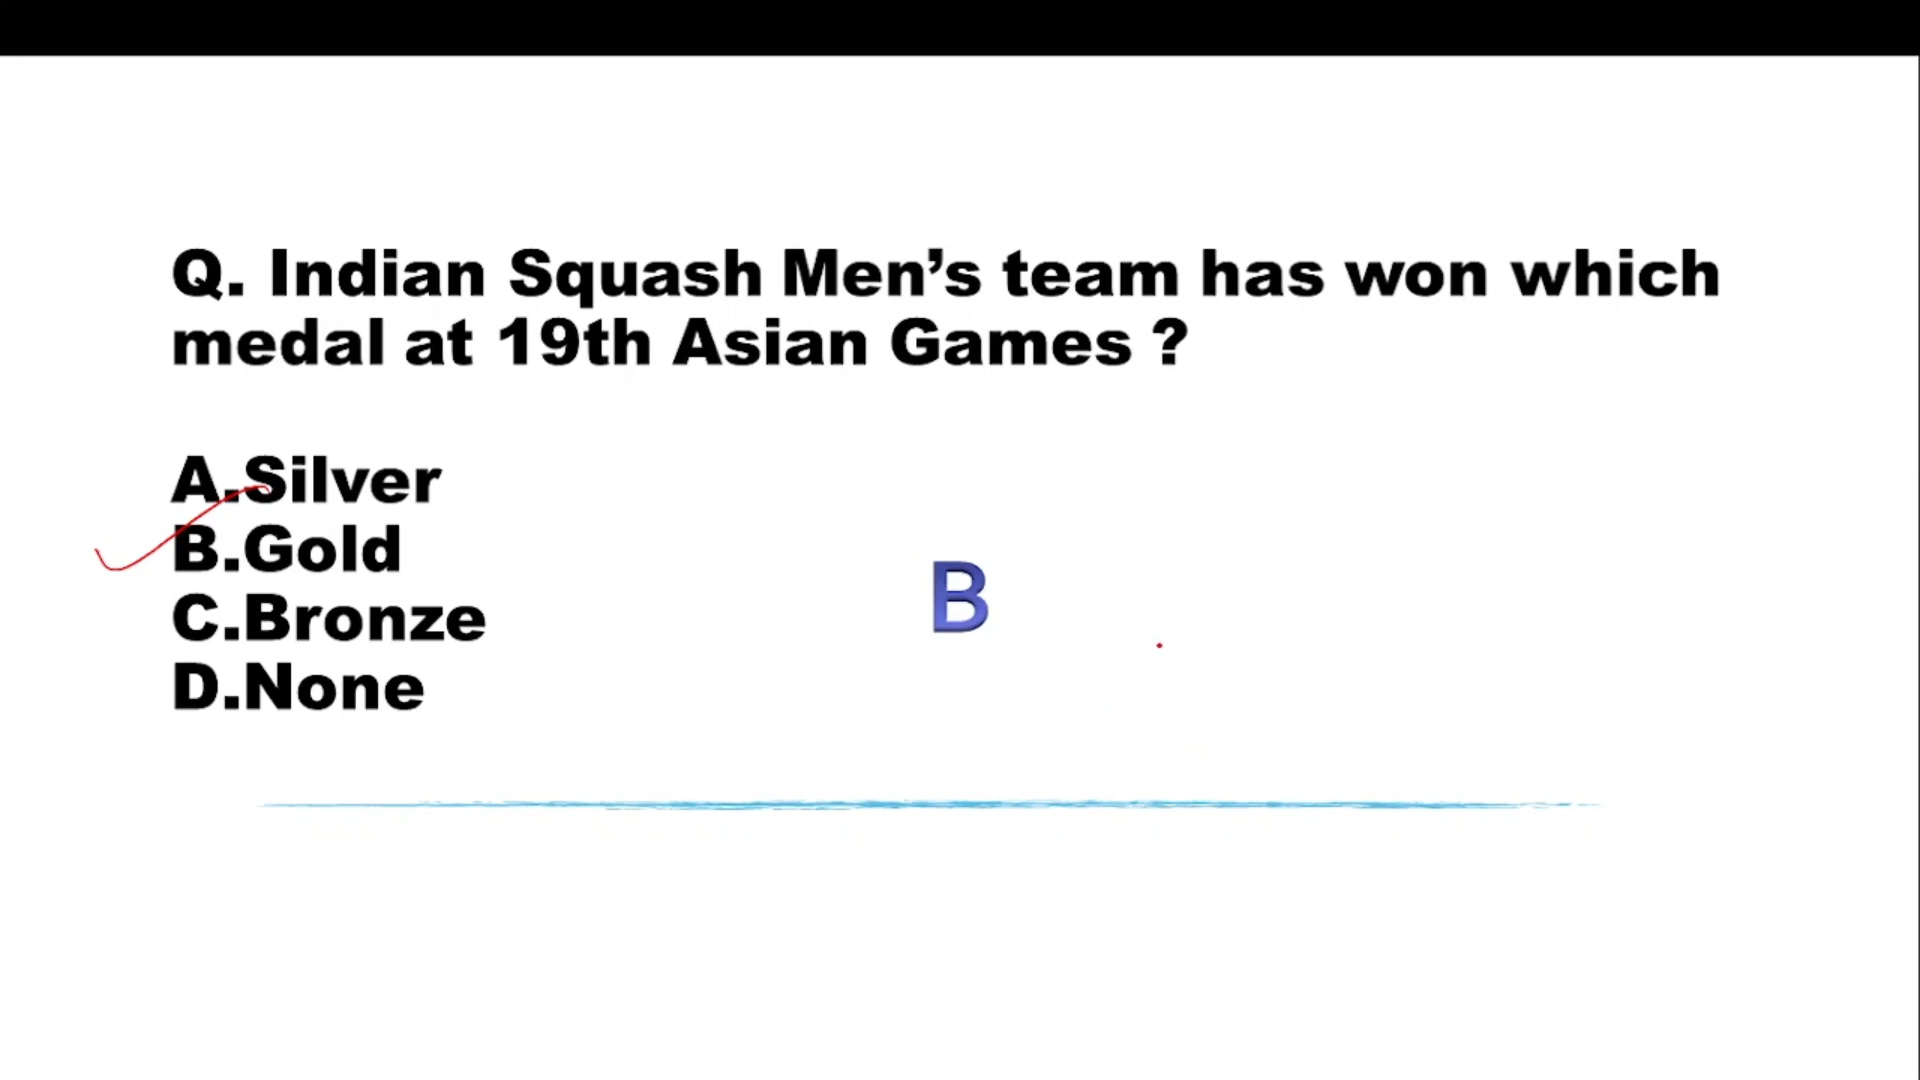 Q. Indian Squash Men’s team has won which
medal at 19th Asian Games ?
A.Silver
B.Gold
C.Bronze
D.None
B